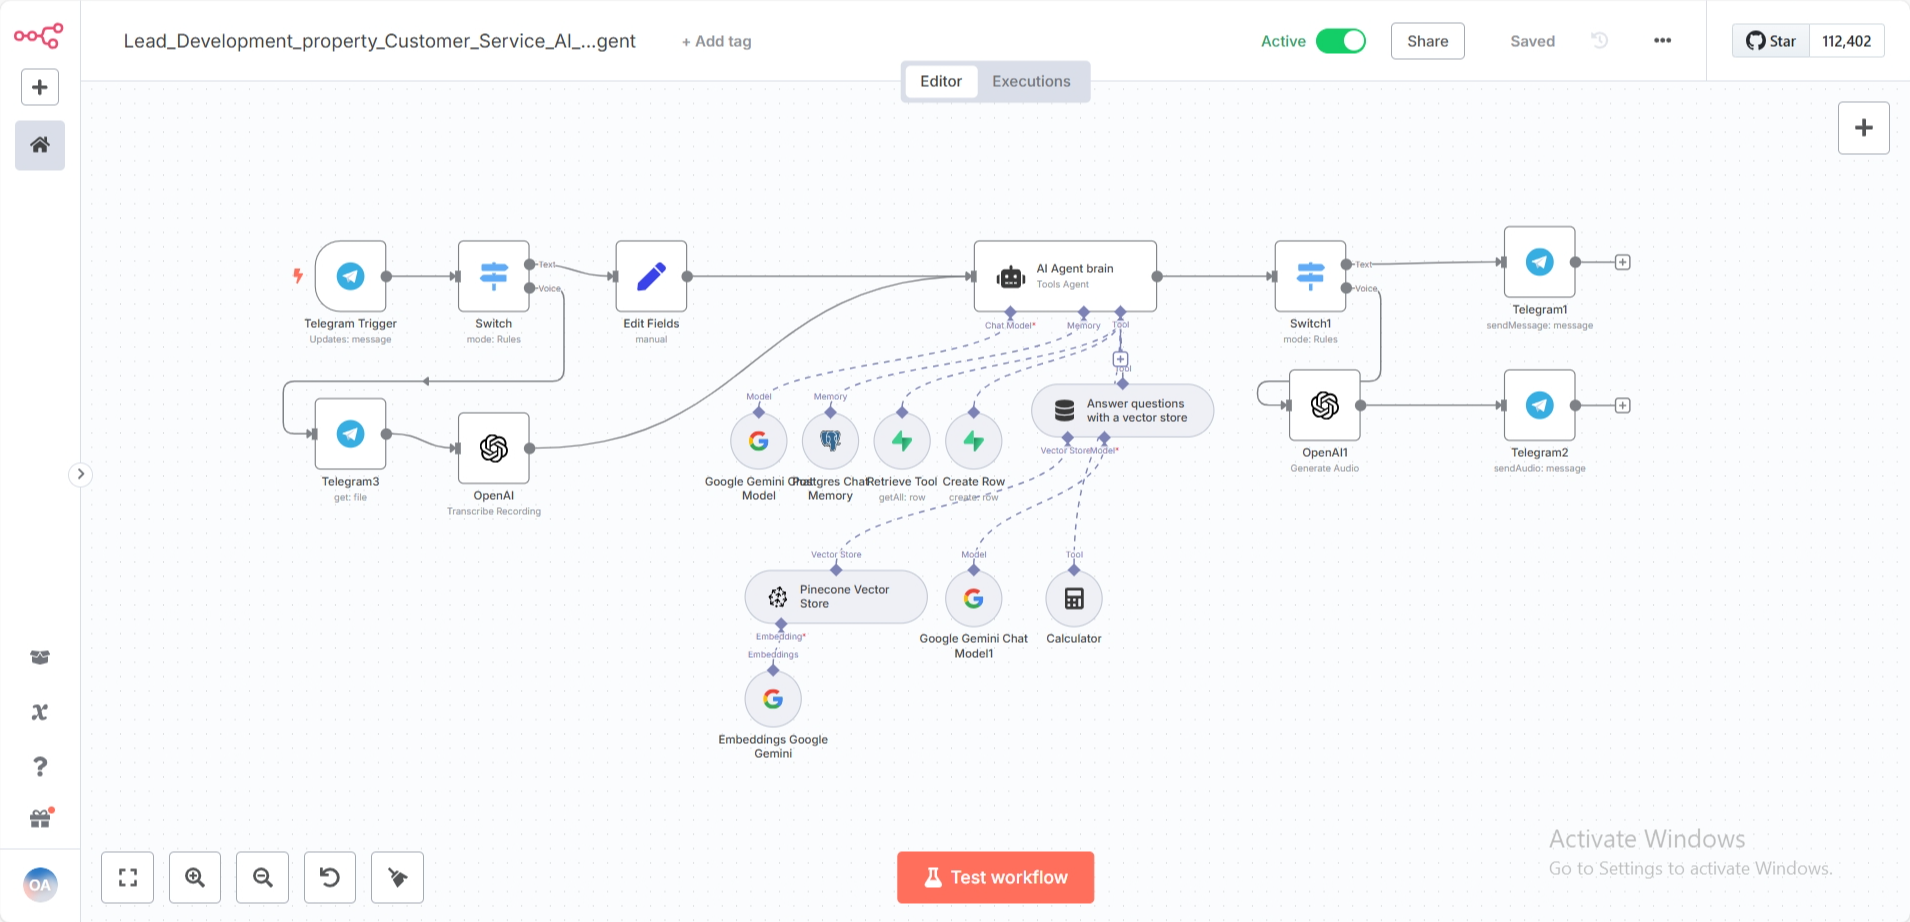 Lead_Development_property_Customer_Service_AI_...gent
+ Add tag
Active
Share
Saved
Star
112,402
Editor
Executions
Telegram Trigger
Updates: message
Switch
mode: Rules
Text
Voice
Edit Fields
manual
AI Agent brain
Tools Agent
Chat Model*
Memory
Tool
Switch1
mode: Rules
Text
Voice
Telegram1
sendMessage: message
Telegram3
get: file
OpenAI
Transcribe Recording
Model
Google Gemini Chat
Model
Memory
Postgres Chat
Memory
Retrieve Tool
getAll: row
Create Row
create: row
Tool
Answer questions
with a vector store
Vector Store
Model*
OpenAI1
Generate Audio
Telegram2
sendAudio: message
Vector Store
Pinecone Vector
Store
Embedding*
Model
Google Gemini Chat
Model1
Tool
Calculator
Embeddings
Embeddings Google
Gemini
Activate Windows
Go to Settings to activate Windows.
OA
Test workflow